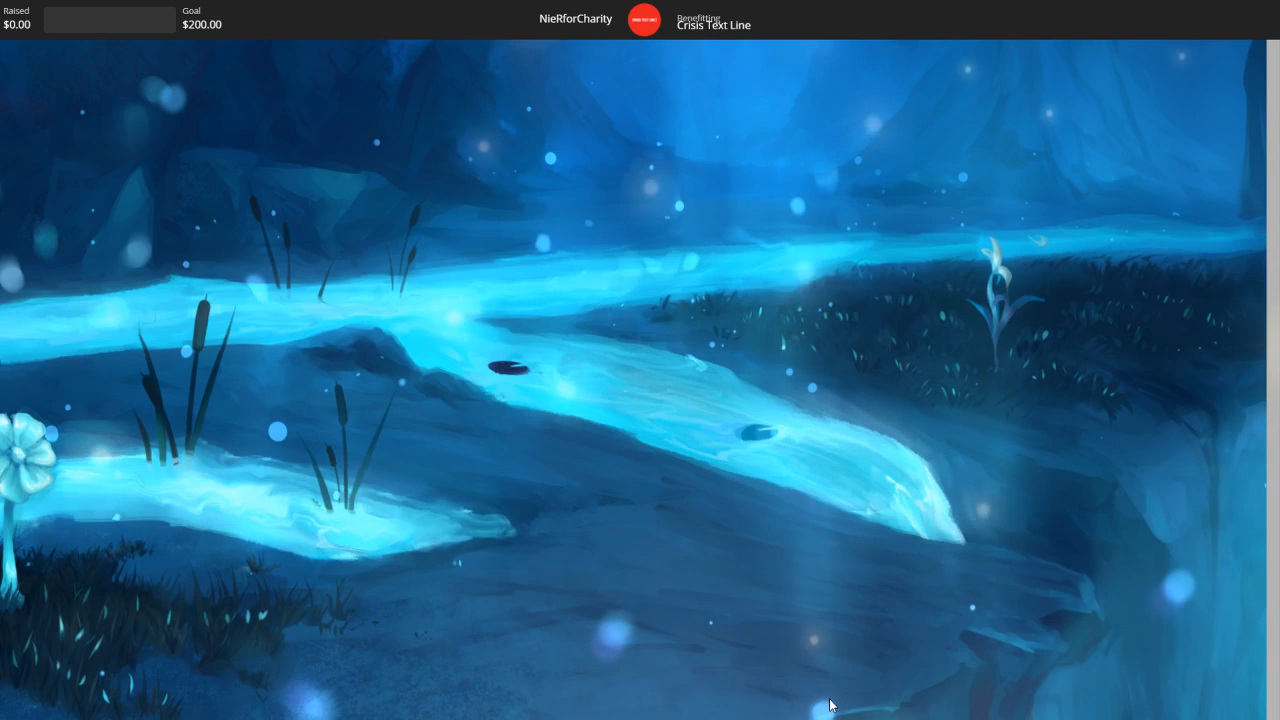 Raised
$0.00
Goal
$200.00
NieRforCharity
Benefitting
Crisis Text Line